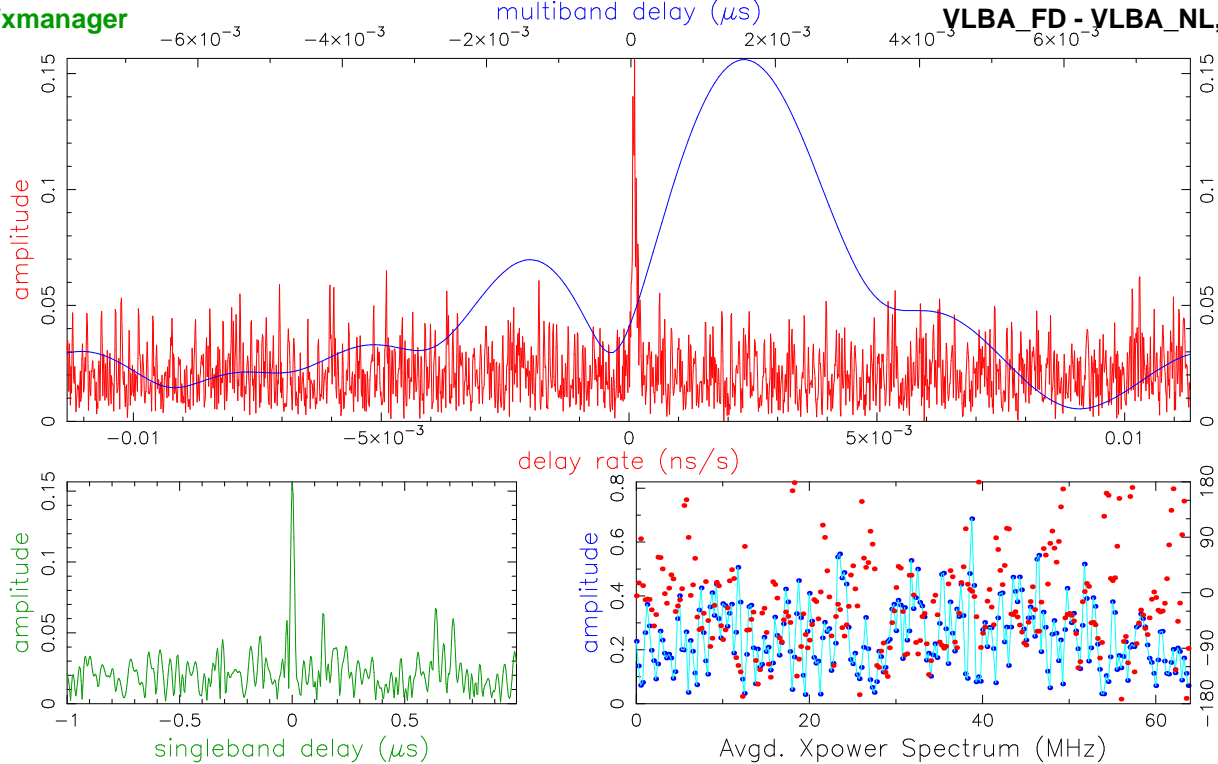 xmanager
multiband delay (μs)
VLBA_FD - VLBA_NL,
−6×10⁻³ −4×10⁻³ −2×10⁻³ 0 2×10⁻³ 4×10⁻³ 6×10⁻³
amplitude
0 0.05 0.1 0.15
0 0.05 0.1 0.15
−0.01 −5×10⁻³ 0 5×10⁻³ 0.01
delay rate (ns/s)
amplitude
0 0.05 0.1 0.15
−1 −0.5 0 0.5
singleband delay (μs)
amplitude
0 0.2 0.4 0.6 0.8
−180 −90 0 90 180
0 20 40 60
Avgd. Xpower Spectrum (MHz)